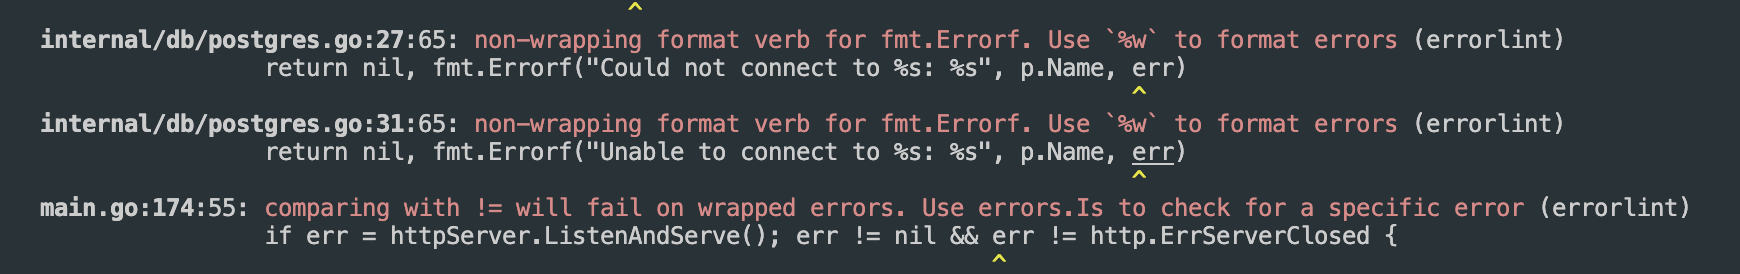 ^
internal/db/postgres.go:27:65: non-wrapping format verb for fmt.Errorf. Use `%w` to format errors (errorlint)
return nil, fmt.Errorf("Could not connect to %s: %s", p.Name, err)
^
internal/db/postgres.go:31:65: non-wrapping format verb for fmt.Errorf. Use `%w` to format errors (errorlint)
return nil, fmt.Errorf("Unable to connect to %s: %s", p.Name, err)
^
main.go:174:55: comparing with != will fail on wrapped errors. Use errors.Is to check for a specific error (errorlint)
if err = httpServer.ListenAndServe(); err != nil && err != http.ErrServerClosed {
^